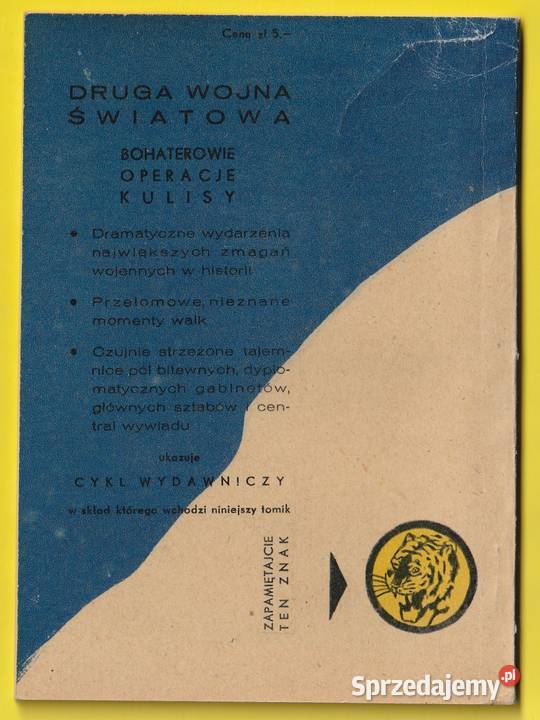 Cena zł 5.–
DRUGA WOJNA
ŚWIATOWA
BOHATEROWIE
OPERACJE
KULISY
• Dramatyczne wydarzenia
największych zmagań
wojennych w historii
• Przełomowe, nieznane
momenty walk
• Czujnie strzeżone tajem-
nice pól bitewnych, dyplo-
matycznych gabinetów,
głównych sztabów i cen-
tral wywiadu
ukazuje
CYKL WYDAWNICZY
w skład którego wchodzi niniejszy tomik
ZAPAMIĘTAJCIE
TEN ZNAK
Sprzedajemy.pl